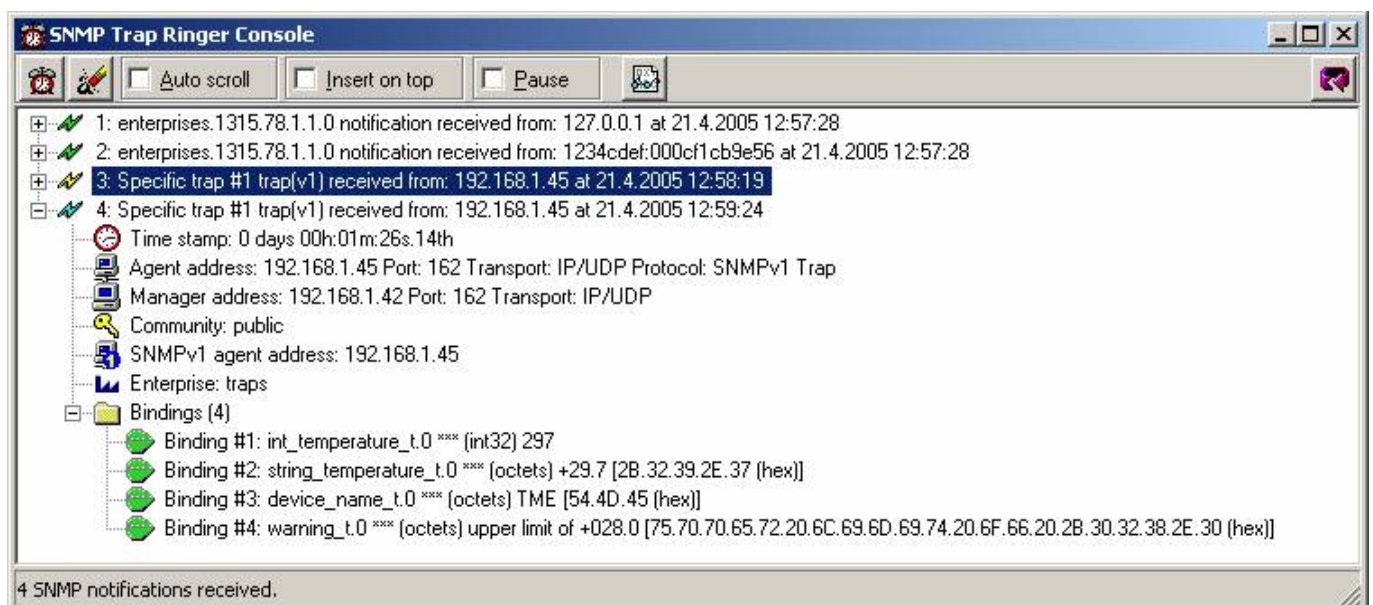 SNMP Trap Ringer Console
Auto scroll Insert on top Pause
1: enterprises.1315.78.1.1.0 notification received from: 127.0.0.1 at 21.4.2005 12:57:28
2: enterprises.1315.78.1.1.0 notification received from: 1234cdef:000cf1cb9e56 at 21.4.2005 12:57:28
3: Specific trap #1 trap(v1) received from: 192.168.1.45 at 21.4.2005 12:58:19
4: Specific trap #1 trap(v1) received from: 192.168.1.45 at 21.4.2005 12:59:24
Time stamp: 0 days 00h:01m:26s.14th
Agent address: 192.168.1.45 Port: 162 Transport: IP/UDP Protocol: SNMPv1 Trap
Manager address: 192.168.1.42 Port: 162 Transport: IP/UDP
Community: public
SNMPv1 agent address: 192.168.1.45
Enterprise: traps
Bindings (4)
Binding #1: int_temperature_t.0 *** (int32) 297
Binding #2: string_temperature_t.0 *** (octets) +29.7 [2B.32.39.2E.37 (hex)]
Binding #3: device_name_t.0 *** (octets) TME [54.4D.45 (hex)]
Binding #4: warning_t.0 *** (octets) upper limit of +028.0 [75.70.70.65.72.20.6C.69.6D.69.74.20.6F.66.20.2B.30.32.38.2E.30 (hex)]
4 SNMP notifications received.